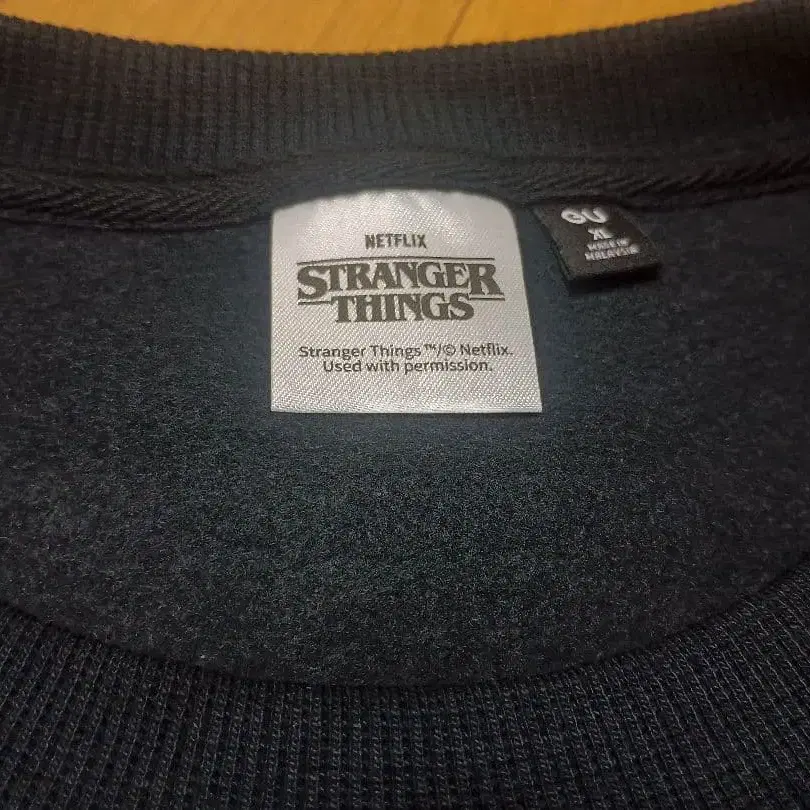 NETFLIX
STRANGER
THINGS
Stranger Things™/© Netflix.
Used with permission.
GU
XL
MADE IN
MALAYSIA